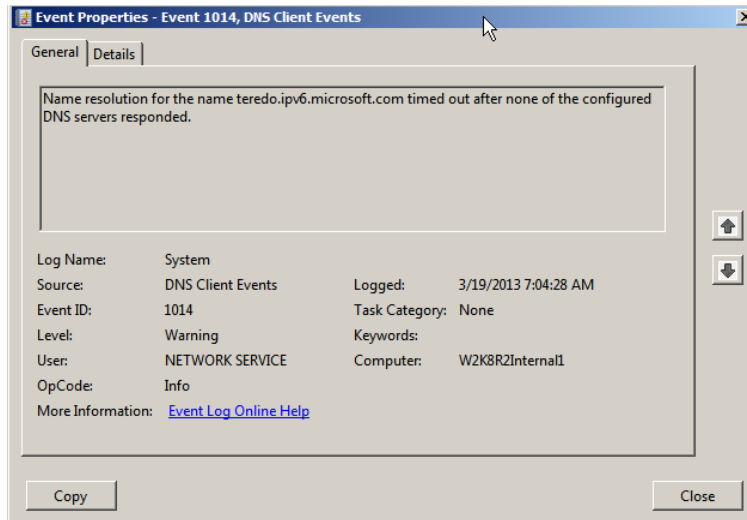 Event Properties - Event 1014, DNS Client Events
General
Details
Name resolution for the name teredo.ipv6.microsoft.com timed out after none of the configured
DNS servers responded.
Log Name: System
Source: DNS Client Events Logged: 3/19/2013 7:04:28 AM
Event ID: 1014 Task Category: None
Level: Warning Keywords:
User: NETWORK SERVICE Computer: W2K8R2Internal1
OpCode: Info
More Information: Event Log Online Help
Copy
Close